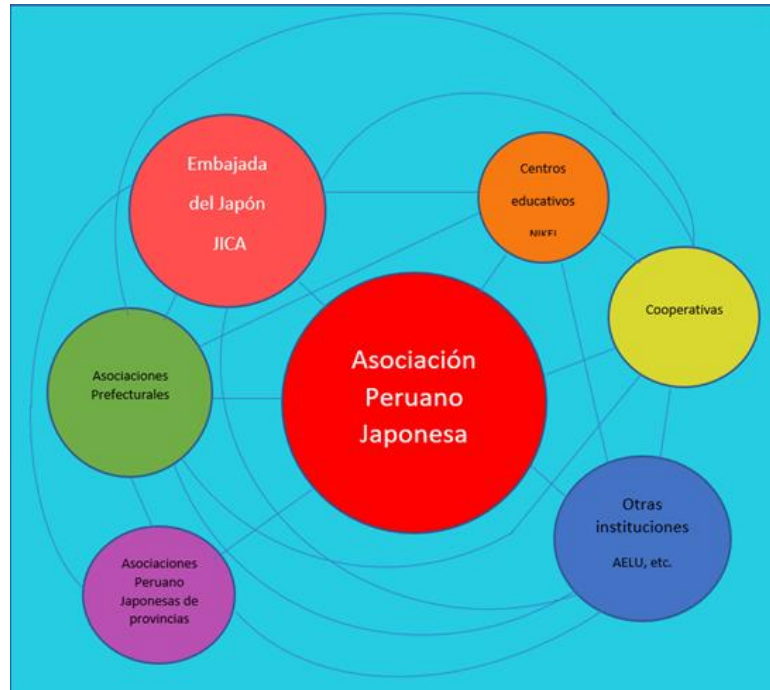 Embajada
del Japón
JICA
Centros
educativos
NIKEI
Cooperativas
Asociación
Peruano
Japonesa
Asociaciones
Prefecturales
Otras
instituciones
AELU, etc.
Asociaciones
Peruano
Japonesas de
provincias